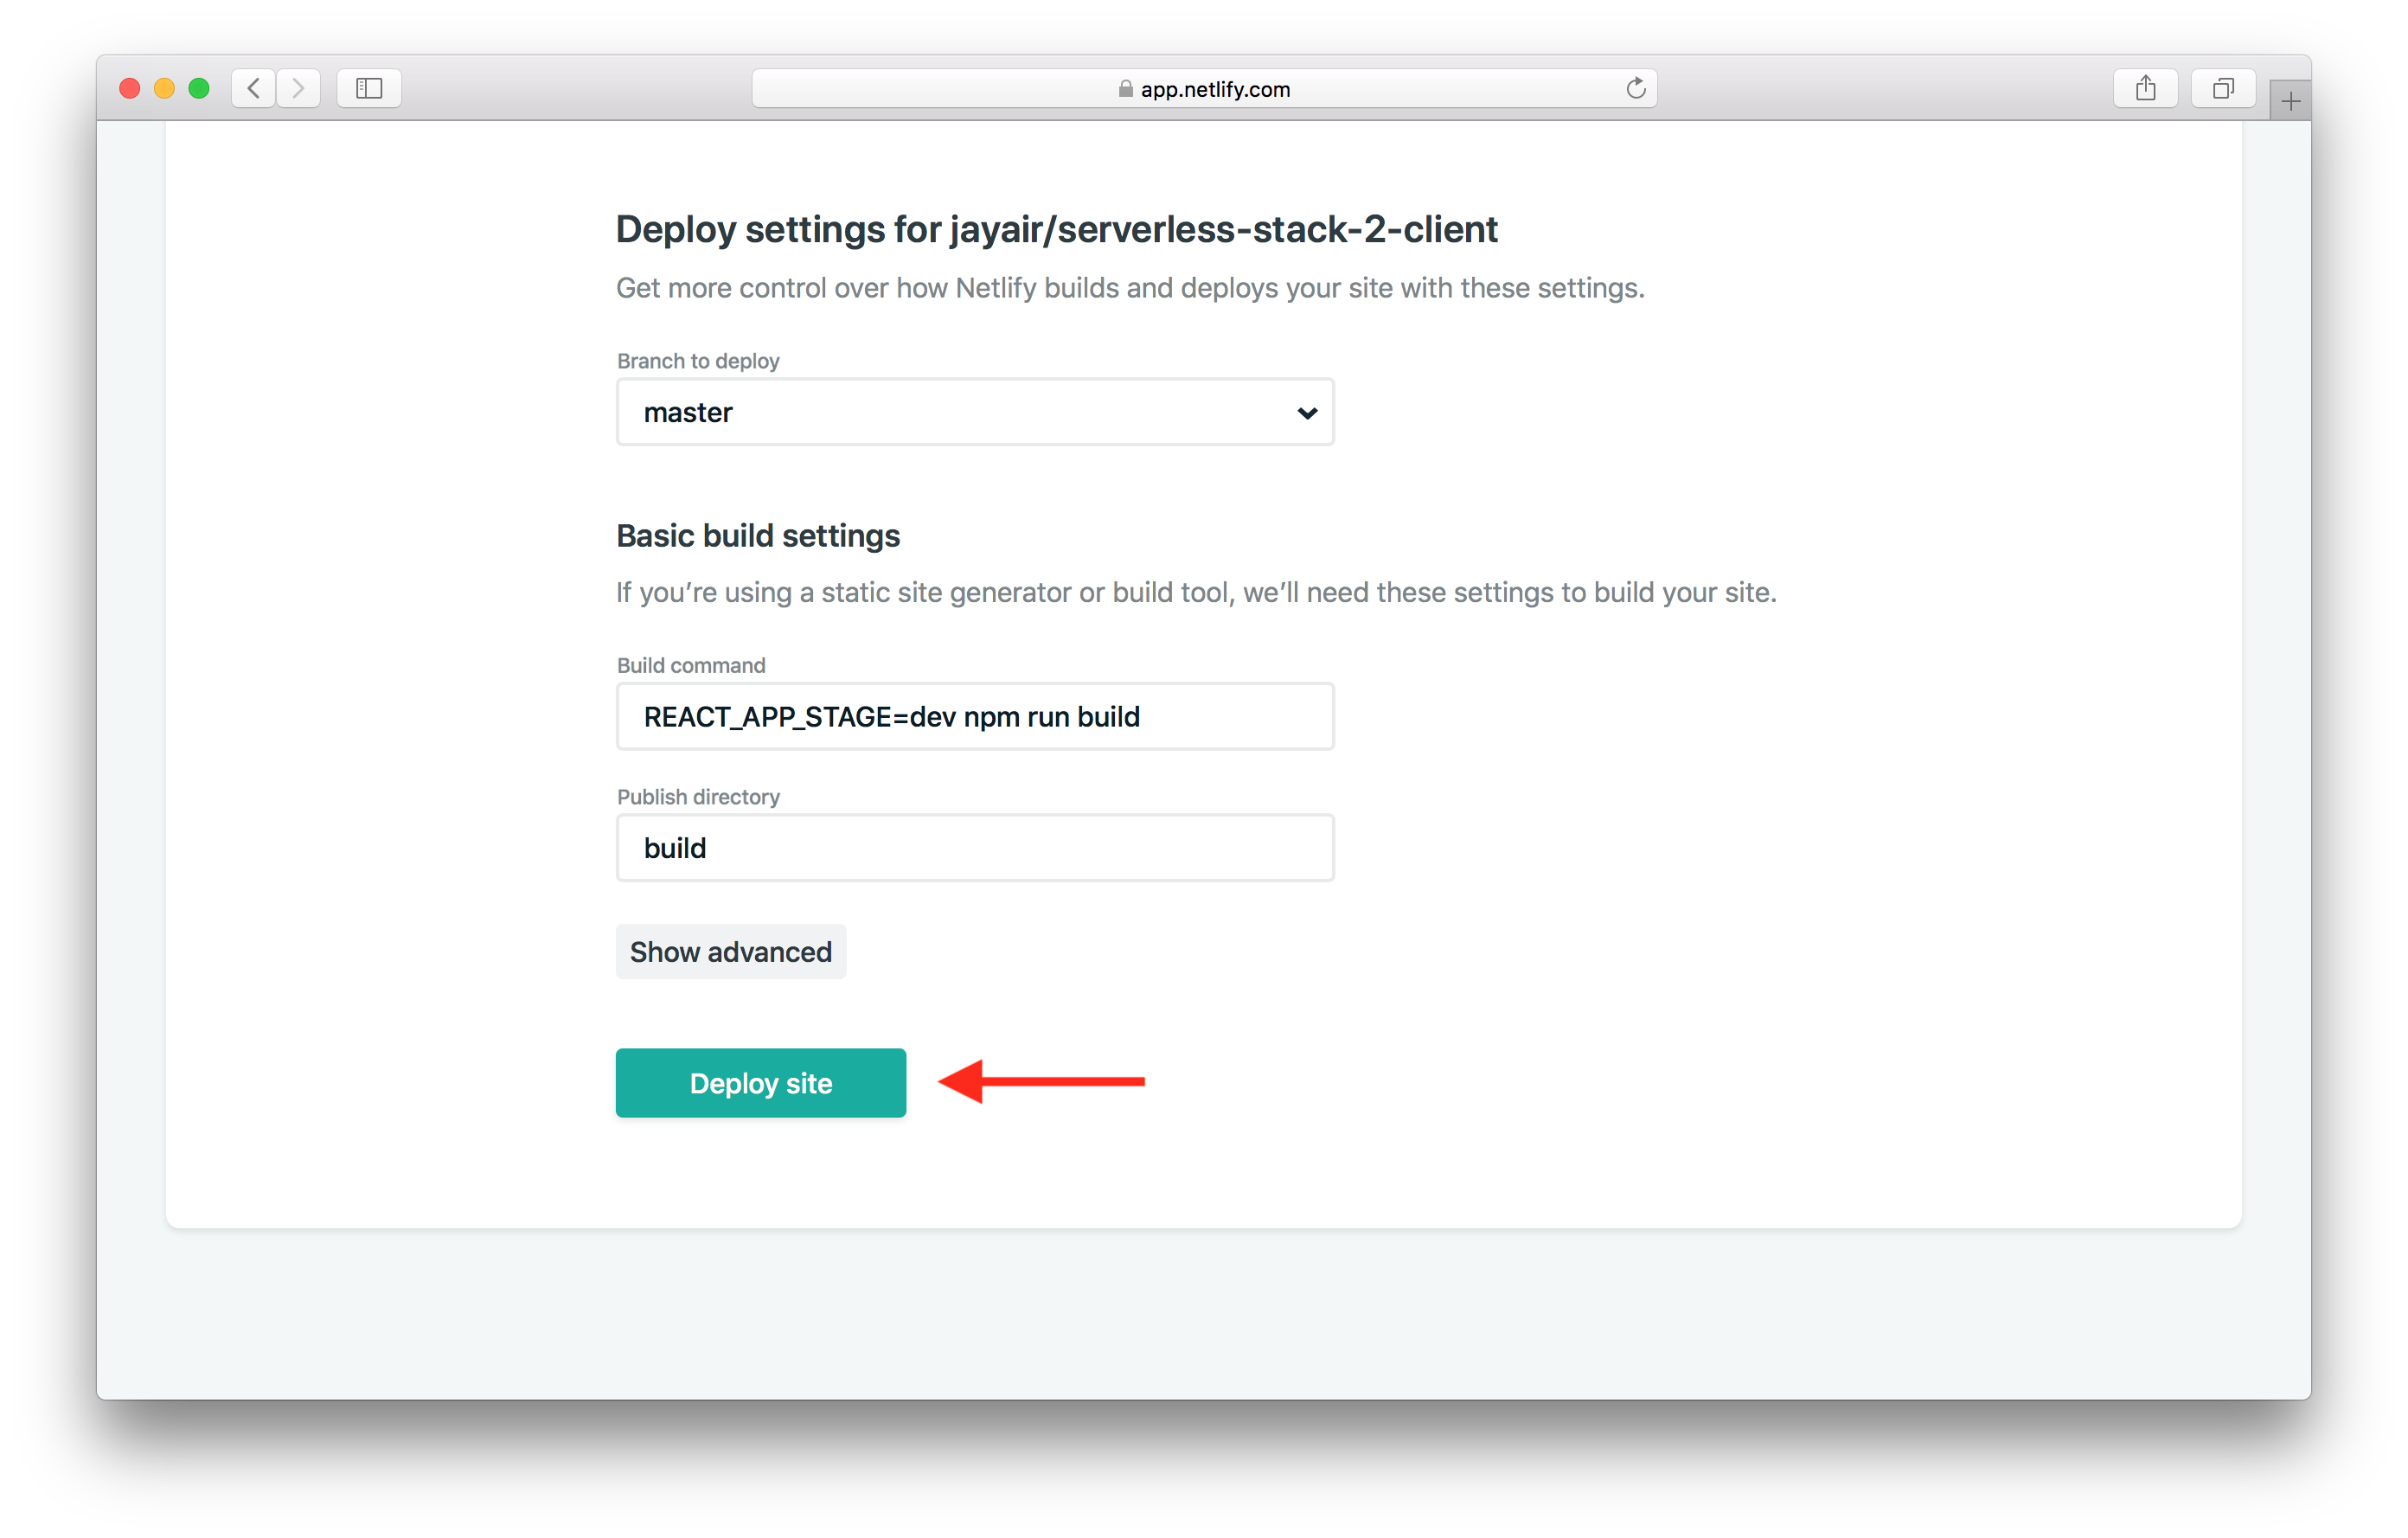 app.netlify.com
Deploy settings for jayair/serverless-stack-2-client
Get more control over how Netlify builds and deploys your site with these settings.
Branch to deploy
master
Basic build settings
If you’re using a static site generator or build tool, we’ll need these settings to build your site.
Build command
REACT_APP_STAGE=dev npm run build
Publish directory
build
Show advanced
Deploy site